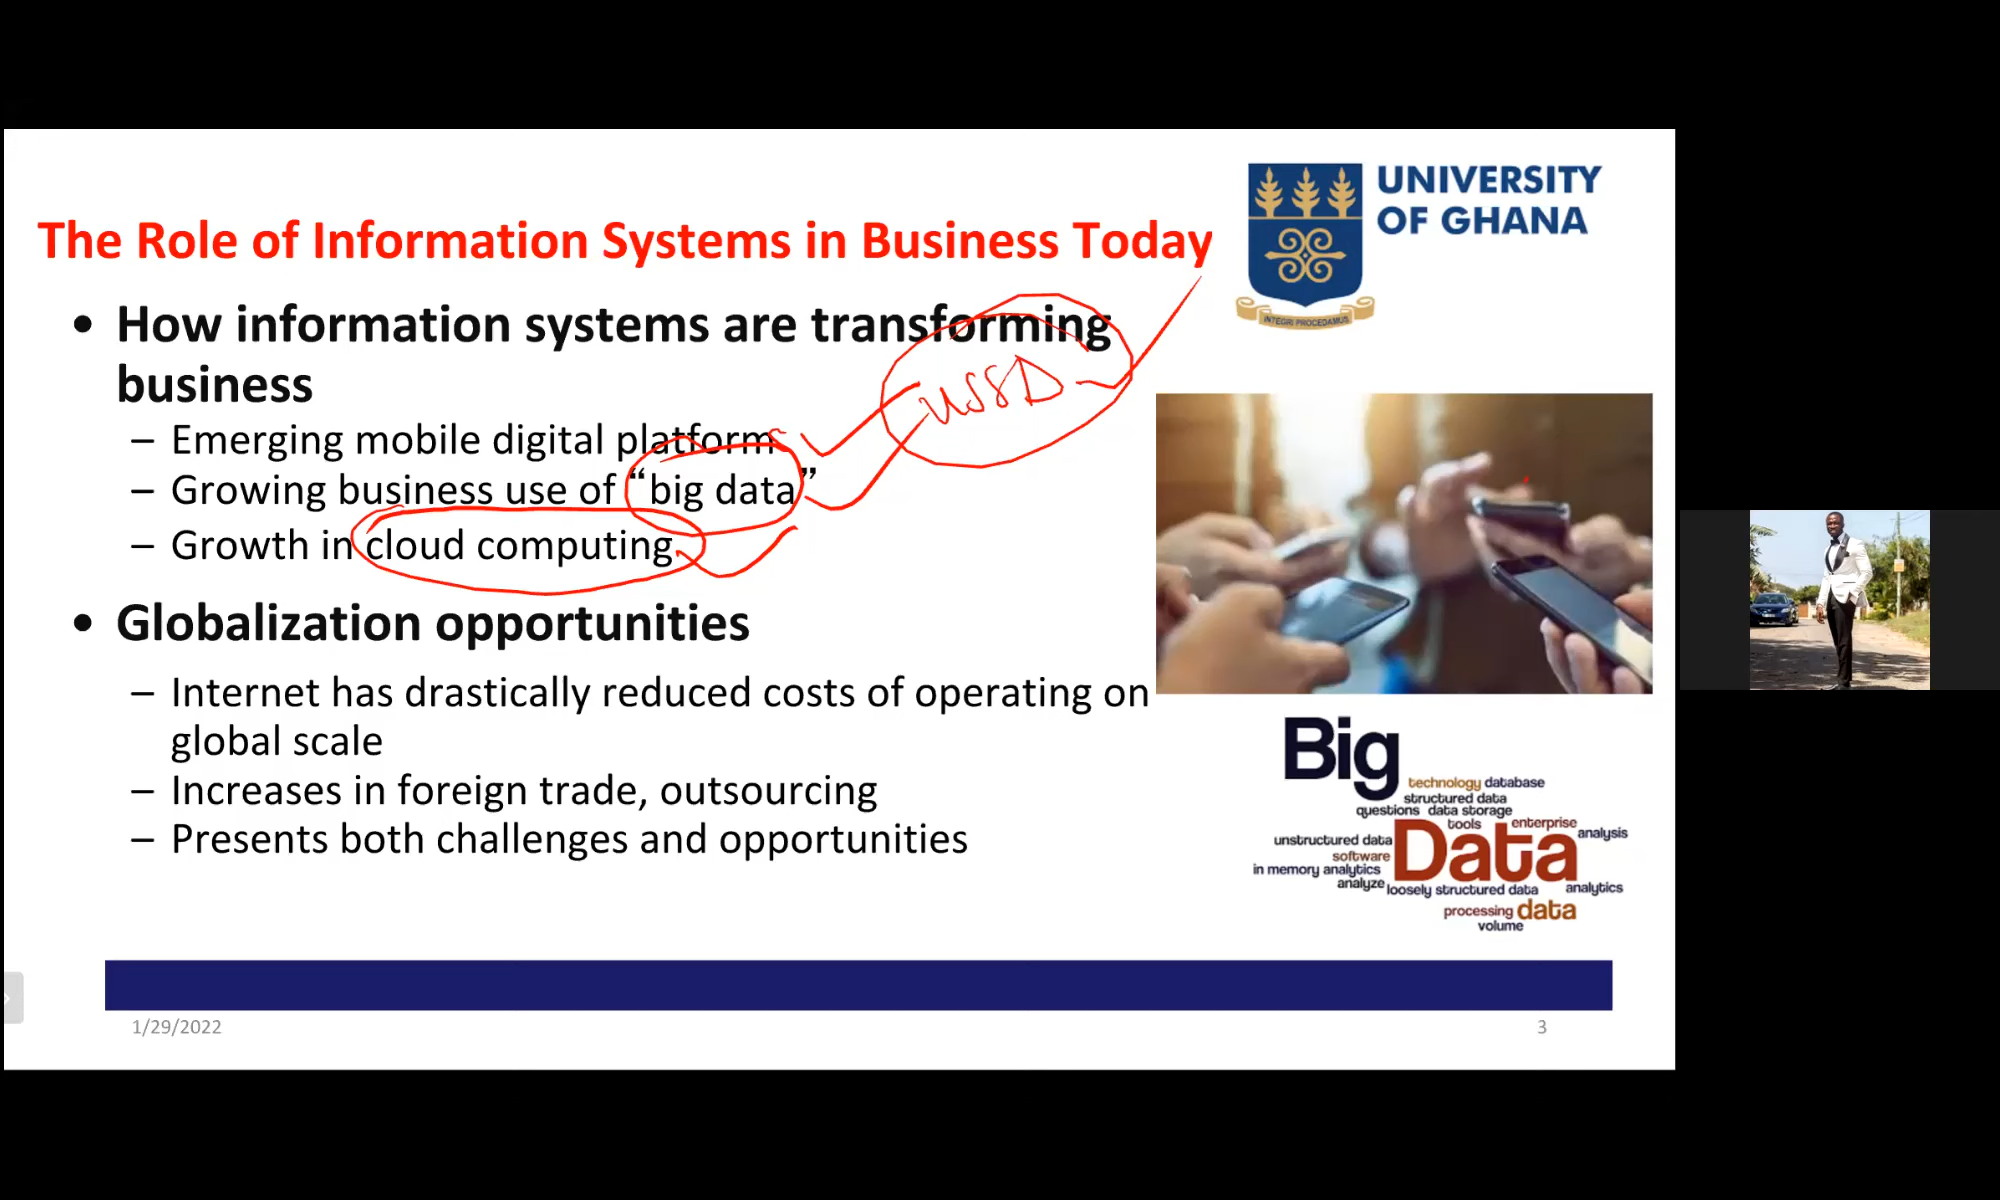 UNIVERSITY
OF GHANA
INTEGRI PROCEDAMUS
The Role of Information Systems in Business Today
• How information systems are transforming
business
USSD
– Emerging mobile digital platform
– Growing business use of “big data”
– Growth in cloud computing
• Globalization opportunities
– Internet has drastically reduced costs of operating on
global scale
– Increases in foreign trade, outsourcing
– Presents both challenges and opportunities
Big
technology database
structured data
questions data storage
tools enterprise
unstructured data Data analysis
software
in memory analytics
analyze loosely structured data analytics
processing data
volume
1/29/2022
3